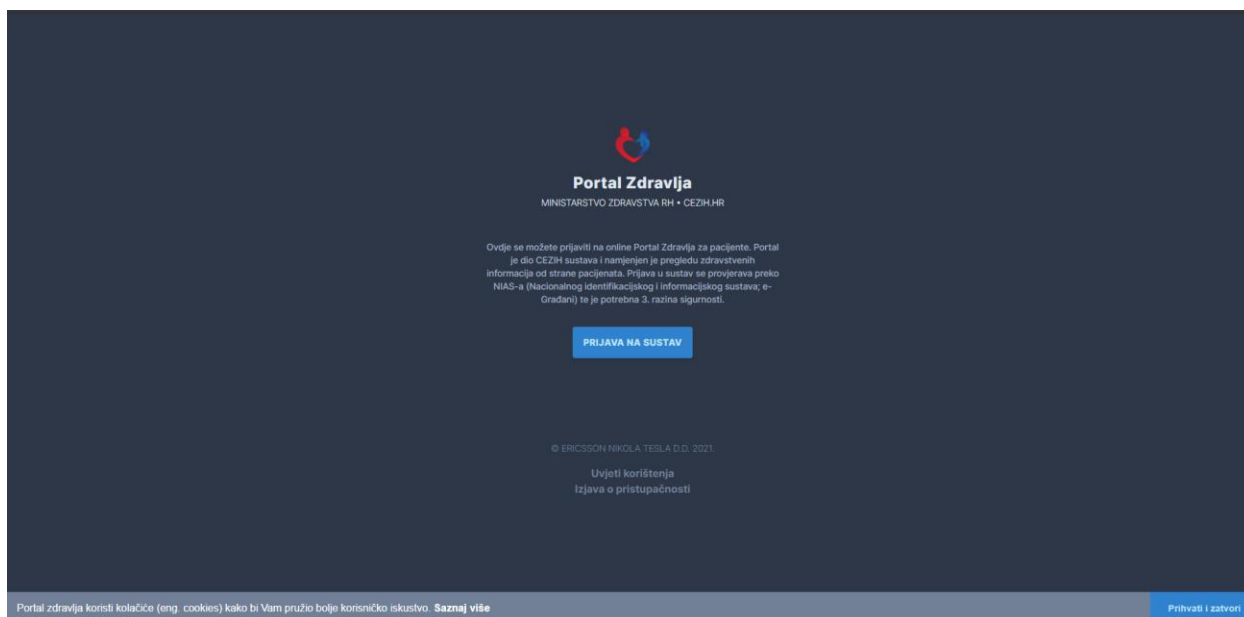 Portal Zdravlja
MINISTARSTVO ZDRAVSTVA RH • CEZIH.HR
Ovdje se možete prijaviti na online Portal Zdravlja za pacijente. Portal
je dio CEZIH sustava i namjenjen je pregledu zdravstvenih
informacija od strane pacijenata. Prijava u sustav se provjerava preko
NIAS-a (Nacionalnog identifikacijskog i informacijskog sustava; e-
Građani) te je potrebna 3. razina sigurnosti.
PRIJAVA NA SUSTAV
© ERICSSON NIKOLA TESLA D.D. 2021.
Uvjeti korištenja
Izjava o pristupačnosti
Portal zdravlja koristi kolačiće (eng. cookies) kako bi Vam pružio bolje korisničko iskustvo. Saznaj više
Prihvati i zatvori